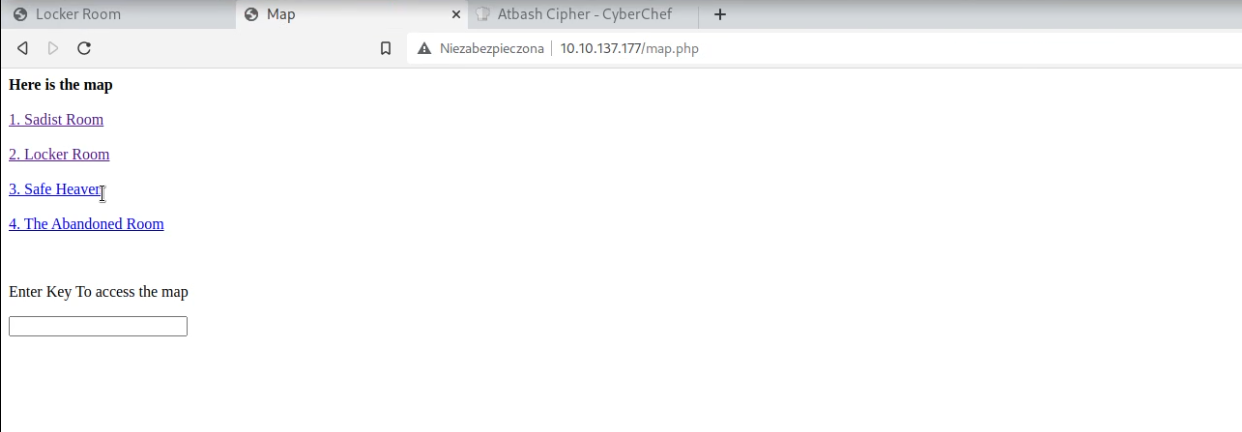 Locker Room
Map
Atbash Cipher - CyberChef
Niezabezpieczona
10.10.137.177/map.php
Here is the map
1. Sadist Room
2. Locker Room
3. Safe Heaven
4. The Abandoned Room
Enter Key To access the map